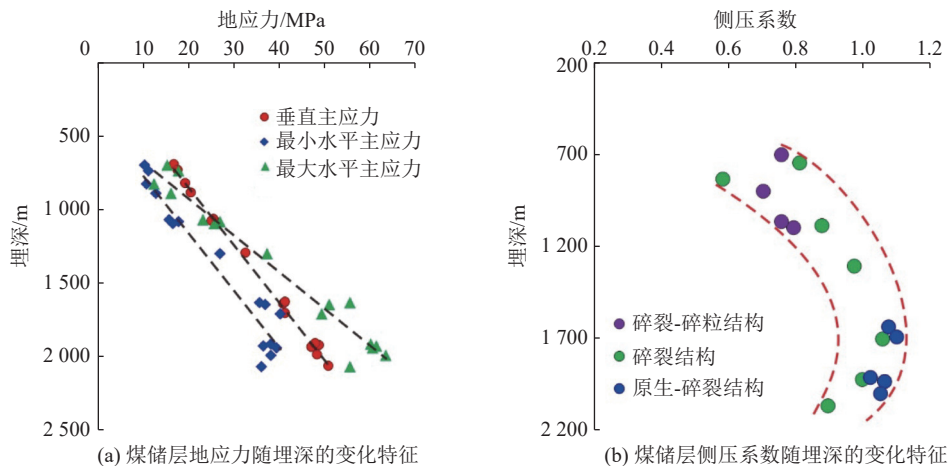 地应力/MPa
0 10 20 30 40 50 60 70
500
1 000
1 500
2 000
2 500
埋深/m
垂直主应力
最小水平主应力
最大水平主应力
(a) 煤储层地应力随埋深的变化特征
侧压系数
0.2 0.4 0.6 0.8 1.0 1.2
200
700
1 200
1 700
2 200
埋深/m
碎裂-碎粒结构
碎裂结构
原生-碎裂结构
(b) 煤储层侧压系数随埋深的变化特征